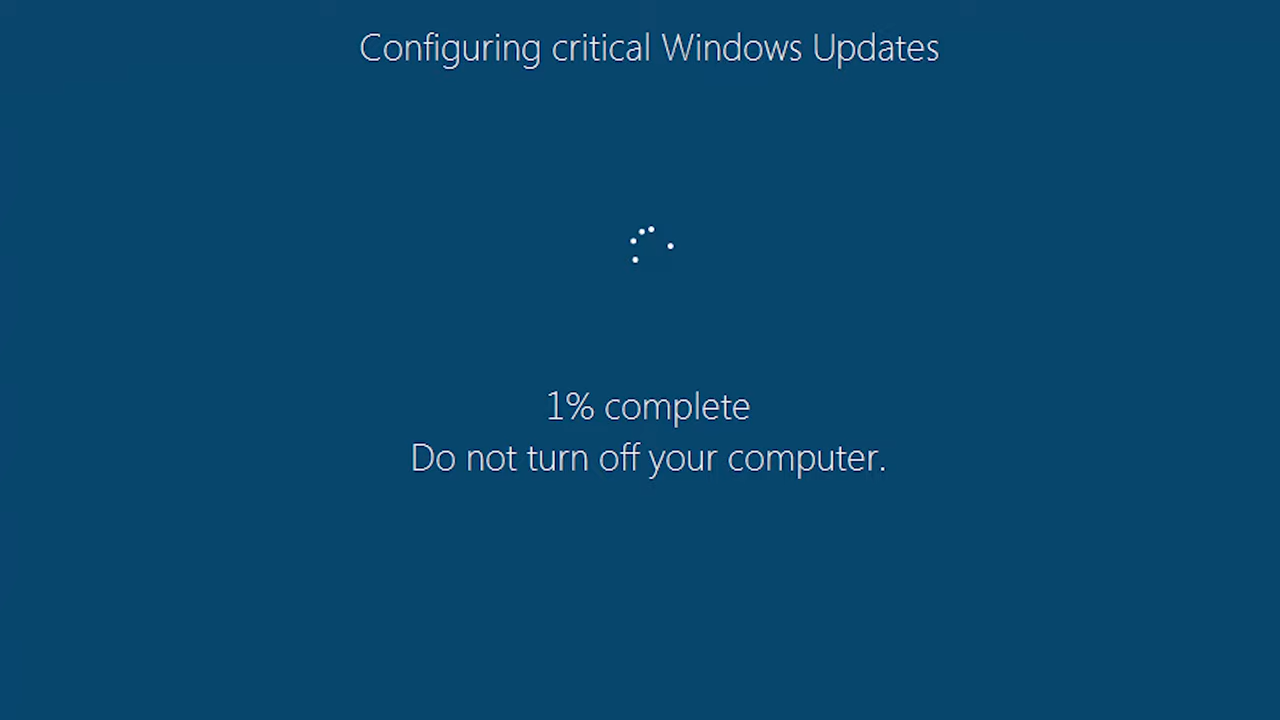 Configuring critical Windows Updates
1% complete
Do not turn off your computer.